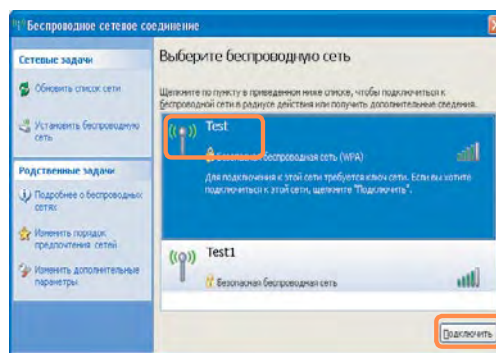 Беспроводное сетевое соединение
Сетевые задачи
Обновить список сети
Установить беспроводную
сеть
Родственные задачи
Подробнее о беспроводных
сетях
Изменить порядок
предпочтения сетей
Изменить дополнительные
параметры
Выберите беспроводную сеть
Щелкните по пункту в приведенном ниже списке, чтобы подключиться к
беспроводной сети в радиусе действия или получить дополнительные сведения.
Test
Безопасная беспроводная сеть (WPA)
Для подключения к этой сети требуется ключ сети. Если вы хотите
подключиться к этой сети, щелкните "Подключить".
Test1
Безопасная беспроводная сеть
Подключить